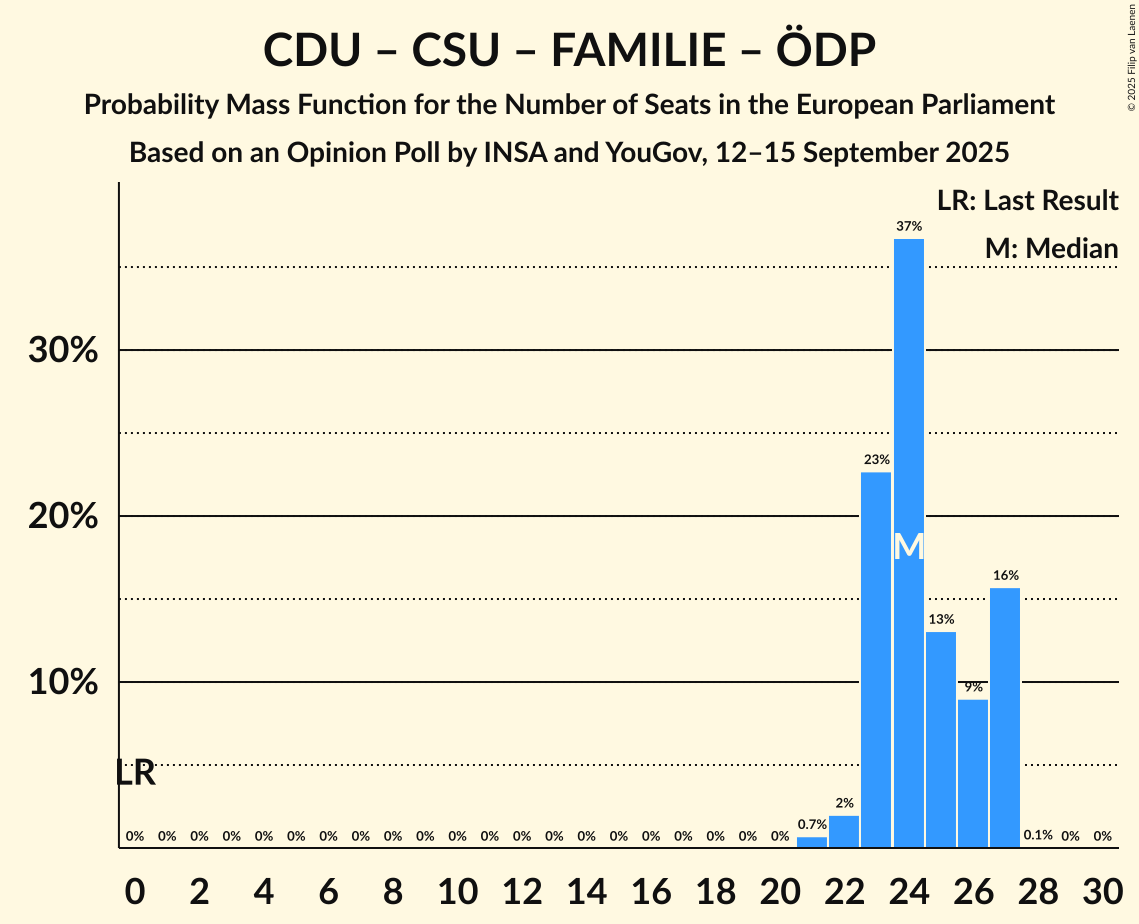 CDU – CSU – FAMILIE – ÖDP
Probability Mass Function for the Number of Seats in the European Parliament
Based on an Opinion Poll by INSA and YouGov, 12–15 September 2025
© 2025 Filip van Laenen
LR: Last Result
M: Median
37%
30%
23%
20%
M
16%
13%
10%
9%
LR
2%
0.7%
0% 0% 0% 0% 0% 0% 0% 0% 0% 0% 0% 0% 0% 0% 0% 0% 0% 0% 0% 0% 0% 0.1% 0% 0%
0 2 4 6 8 10 12 14 16 18 20 22 24 26 28 30